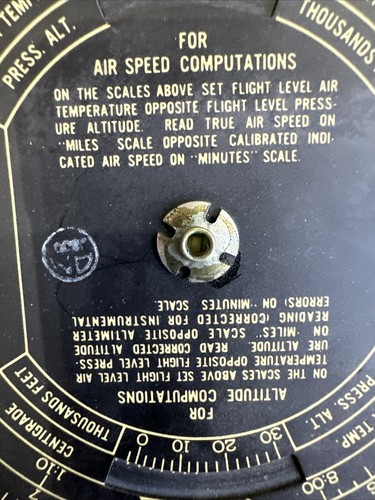 T TEMP
PRESS. ALT.
THOUSANDS
FOR
AIR SPEED COMPUTATIONS
ON THE SCALES ABOVE SET FLIGHT LEVEL AIR
TEMPERATURE OPPOSITE FLIGHT LEVEL PRESS-
URE ALTITUDE. READ TRUE AIR SPEED ON
"MILES SCALE OPPOSITE CALIBRATED INDI-
CATED AIR SPEED ON "MINUTES" SCALE.
FOR
ALTITUDE COMPUTATIONS
ON THE SCALES ABOVE SET FLIGHT LEVEL AIR
TEMPERATURE OPPOSITE FLIGHT LEVEL PRESS-
URE ALTITUDE. READ CORRECTED ALTITUDE
ON "MILES" SCALE OPPOSITE ALTIMETER
READING (CORRECTED FOR INSTRUMENTAL
ERRORS) ON "MINUTES" SCALE.
PRESS. ALT.
THOUSANDS FEET
TEMP.
CENTIGRADE
0 10 20 30
1:10
8:00